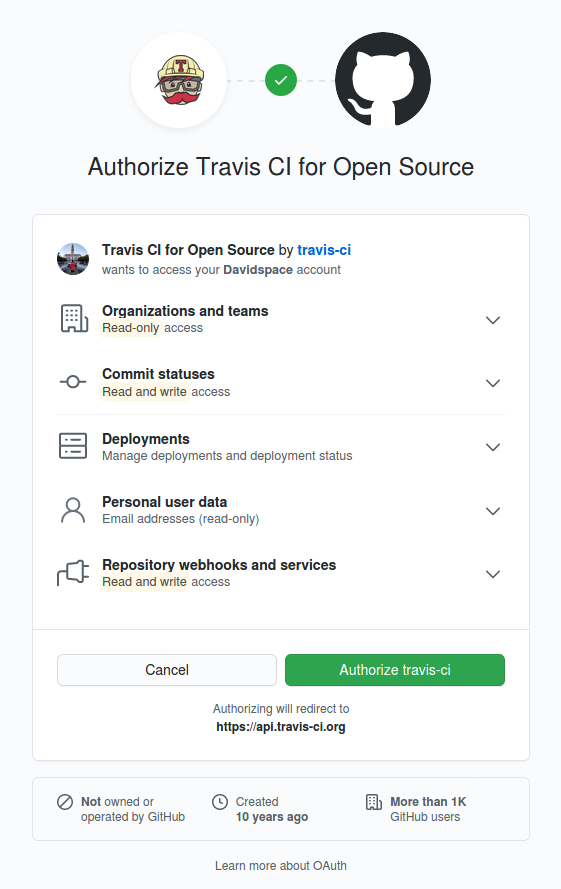 T
Authorize Travis CI for Open Source
Travis CI for Open Source by travis-ci
wants to access your Davidspace account
Organizations and teams
Read-only access
Commit statuses
Read and write access
Deployments
Manage deployments and deployment status
Personal user data
Email addresses (read-only)
Repository webhooks and services
Read and write access
Cancel
Authorize travis-ci
Authorizing will redirect to
https://api.travis-ci.org
Not owned or
operated by GitHub
Created
10 years ago
More than 1K
GitHub users
Learn more about OAuth